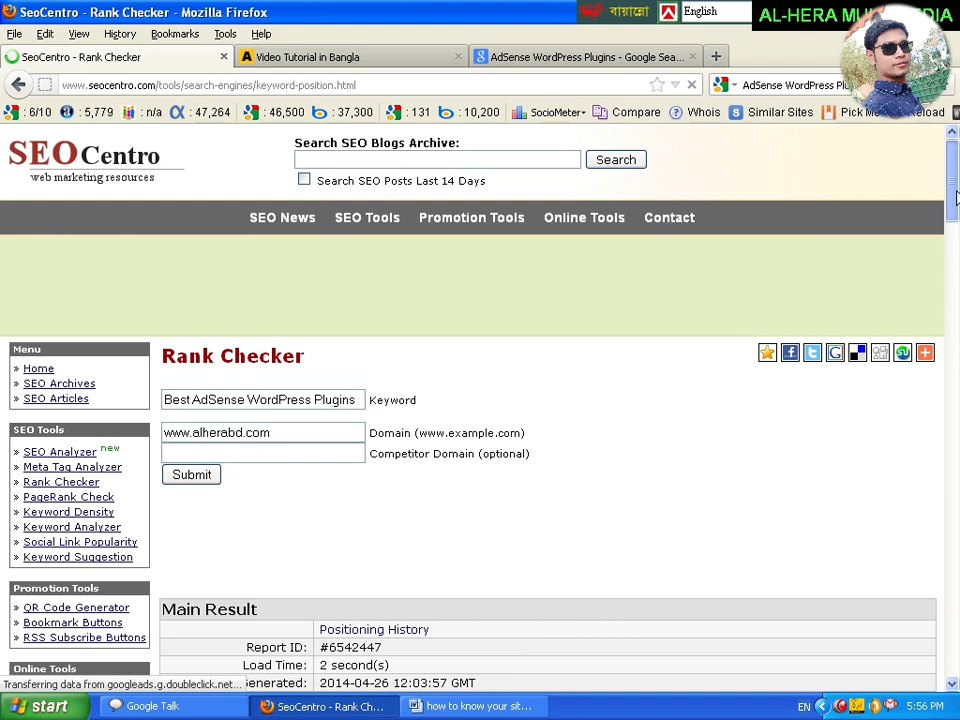 SeoCentro - Rank Checker - Mozilla Firefox
বায়ান্নো
English
AL-HERA MUL MEDIA
File Edit View History Bookmarks Tools Help
SeoCentro - Rank Checker
Video Tutorial in Bangla
AdSense WordPress Plugins - Google Sea...
www.seocentro.com/tools/search-engines/keyword-position.html
AdSense WordPress Plu
: 6/10 : 5,779 : n/a : 47,264 : 46,500 : 37,300 : 131 : 10,200 SocioMeter Compare Whois Similar Sites Pick Me Reload
SEO Centro
web marketing resources
Search SEO Blogs Archive:
Search
Search SEO Posts Last 14 Days
SEO News SEO Tools Promotion Tools Online Tools Contact
Menu
» Home
» SEO Archives
» SEO Articles
SEO Tools
» SEO Analyzer new
» Meta Tag Analyzer
» Rank Checker
» PageRank Check
» Keyword Density
» Keyword Analyzer
» Social Link Popularity
» Keyword Suggestion
Promotion Tools
» QR Code Generator
» Bookmark Buttons
» RSS Subscribe Buttons
Online Tools
Rank Checker
Best AdSense WordPress Plugins Keyword
www.alherabd.com Domain (www.example.com)
Competitor Domain (optional)
Submit
Main Result
Positioning History
Report ID: #6542447
Load Time: 2 second(s)
Generated: 2014-04-26 12:03:57 GMT
Transferring data from googleads.g.doubleclick.net...
start
Google Talk
SeoCentro - Rank Ch...
how to know your sit...
EN
5:56 PM